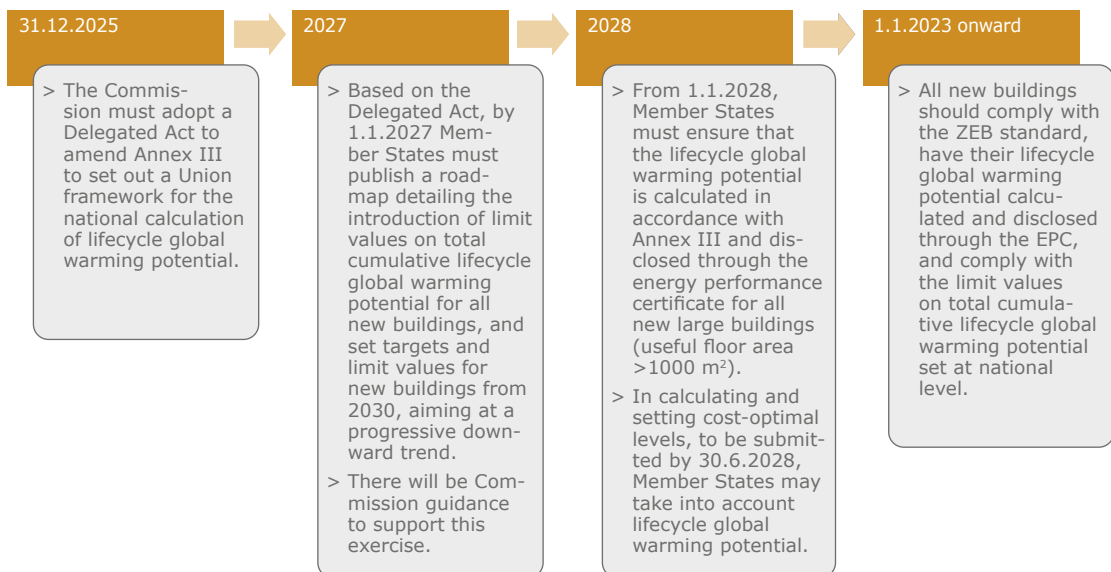 31.12.2025
> The Commis-
sion must adopt a
Delegated Act to
amend Annex III
to set out a Union
framework for the
national calculation
of lifecycle global
warming potential.
2027
> Based on the
Delegated Act, by
1.1.2027 Mem-
ber States must
publish a road-
map detailing the
introduction of limit
values on total
cumulative lifecycle
global warming
potential for all
new buildings, and
set targets and
limit values for
new buildings from
2030, aiming at a
progressive down-
ward trend.
> There will be Com-
mission guidance
to support this
exercise.
2028
> From 1.1.2028,
Member States
must ensure that
the lifecycle global
warming potential
is calculated in
accordance with
Annex III and dis-
closed through the
energy performance
certificate for all
new large buildings
(useful floor area
>1000 m²).
> In calculating and
setting cost-optimal
levels, to be submit-
ted by 30.6.2028,
Member States may
take into account
lifecycle global
warming potential.
1.1.2023 onward
> All new buildings
should comply with
the ZEB standard,
have their lifecycle
global warming
potential calcu-
lated and disclosed
through the EPC,
and comply with
the limit values
on total cumula-
tive lifecycle global
warming potential
set at national
level.